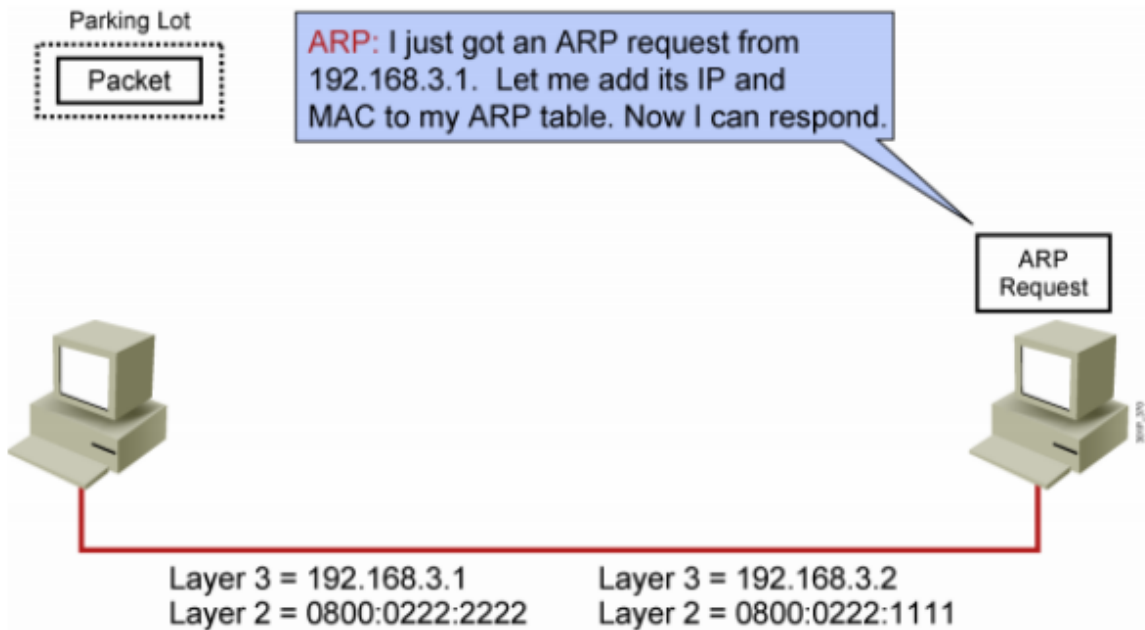 Parking Lot
Packet
ARP: I just got an ARP request from
192.168.3.1. Let me add its IP and
MAC to my ARP table. Now I can respond.
ARP
Request
Layer 3 = 192.168.3.1
Layer 2 = 0800:0222:2222
Layer 3 = 192.168.3.2
Layer 2 = 0800:0222:1111